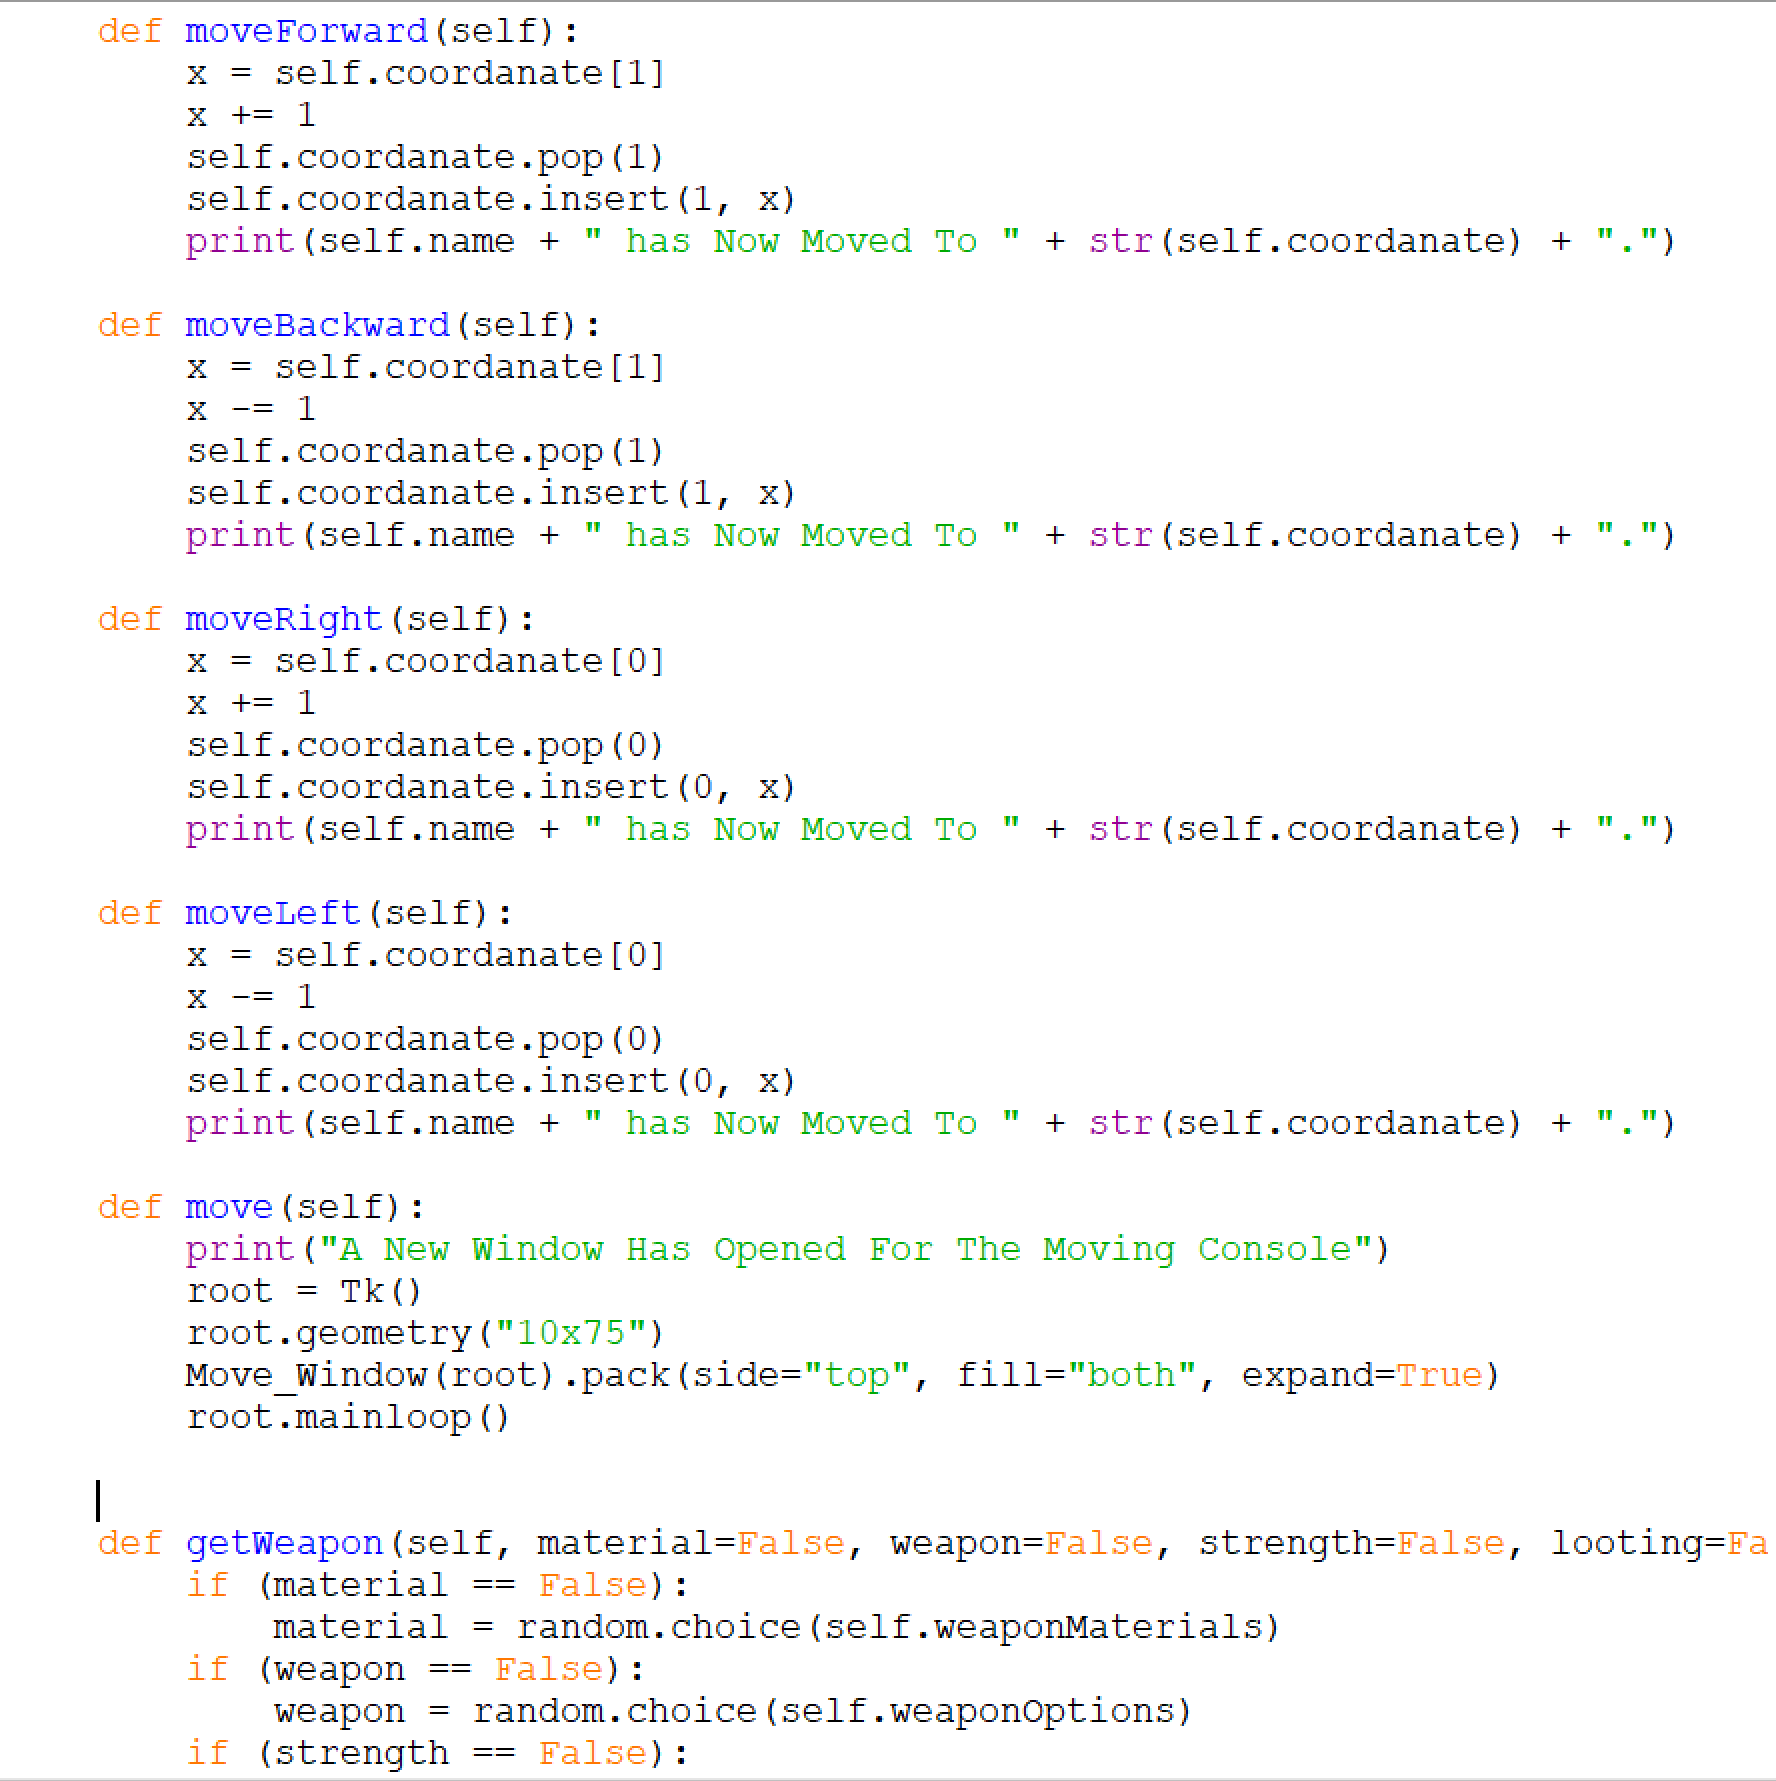 def moveForward(self):
    x = self.coordanate[1]
    x += 1
    self.coordanate.pop(1)
    self.coordanate.insert(1, x)
    print(self.name + " has Now Moved To " + str(self.coordanate) + ".")

def moveBackward(self):
    x = self.coordanate[1]
    x -= 1
    self.coordanate.pop(1)
    self.coordanate.insert(1, x)
    print(self.name + " has Now Moved To " + str(self.coordanate) + ".")

def moveRight(self):
    x = self.coordanate[0]
    x += 1
    self.coordanate.pop(0)
    self.coordanate.insert(0, x)
    print(self.name + " has Now Moved To " + str(self.coordanate) + ".")

def moveLeft(self):
    x = self.coordanate[0]
    x -= 1
    self.coordanate.pop(0)
    self.coordanate.insert(0, x)
    print(self.name + " has Now Moved To " + str(self.coordanate) + ".")

def move(self):
    print("A New Window Has Opened For The Moving Console")
    root = Tk()
    root.geometry("10x75")
    Move_Window(root).pack(side="top", fill="both", expand=True)
    root.mainloop()

def getWeapon(self, material=False, weapon=False, strength=False, looting=Fa
    if (material == False):
        material = random.choice(self.weaponMaterials)
    if (weapon == False):
        weapon = random.choice(self.weaponOptions)
    if (strength == False):